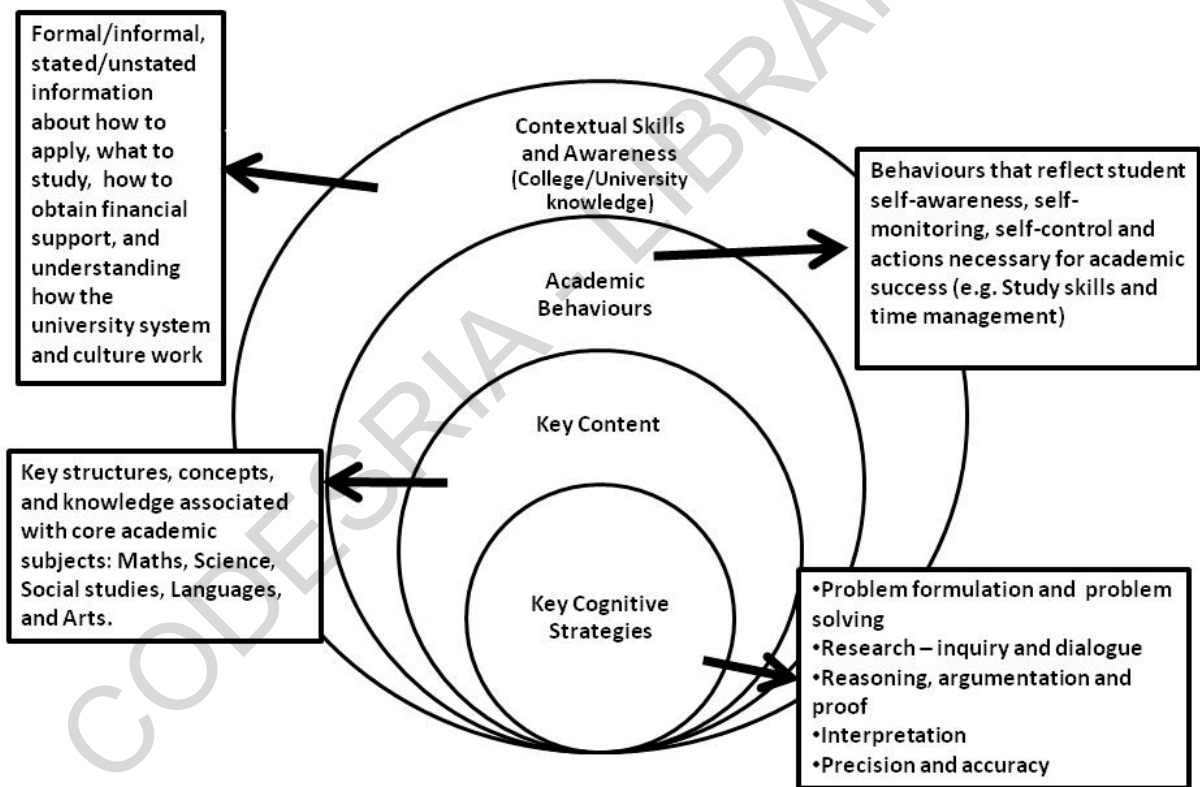 Formal/informal,
stated/unstated
information
about how to
apply, what to
study, how to
obtain financial
support, and
understanding
how the
university system
and culture work
Contextual Skills
and Awareness
(College/University
knowledge)
Behaviours that reflect student
self-awareness, self-
monitoring, self-control and
actions necessary for academic
success (e.g. Study skills and
time management)
Academic
Behaviours
Key Content
Key structures, concepts,
and knowledge associated
with core academic
subjects: Maths, Science,
Social studies, Languages,
and Arts.
Key Cognitive
Strategies
•Problem formulation and problem
solving
•Research – inquiry and dialogue
•Reasoning, argumentation and
proof
•Interpretation
•Precision and accuracy
CODESRIA - LIBRA